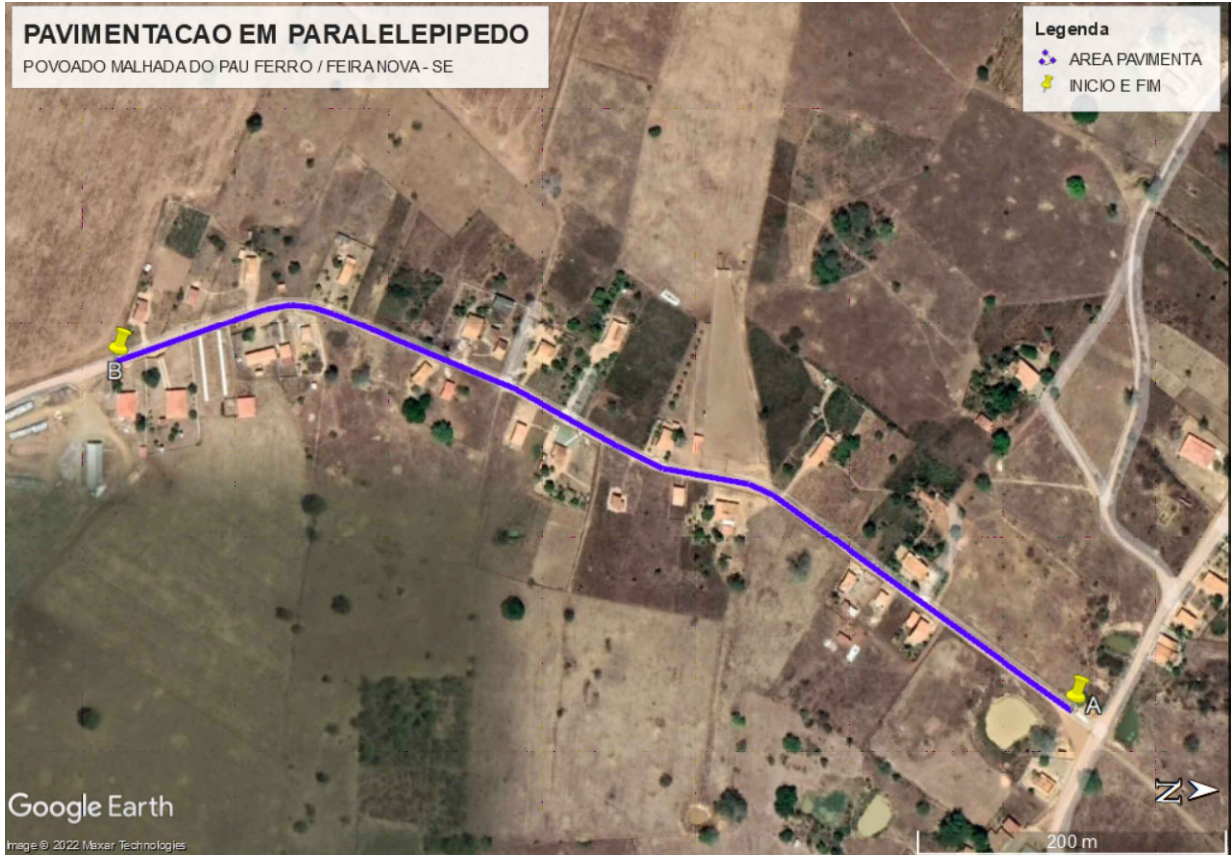 PAVIMENTACAO EM PARALELEPIPEDO
POVOADO MALHADA DO PAU FERRO / FEIRA NOVA - SE
Legenda
AREA PAVIMENTA
INICIO E FIM
B
A
N
Google Earth
Image © 2022 Maxar Technologies
200 m